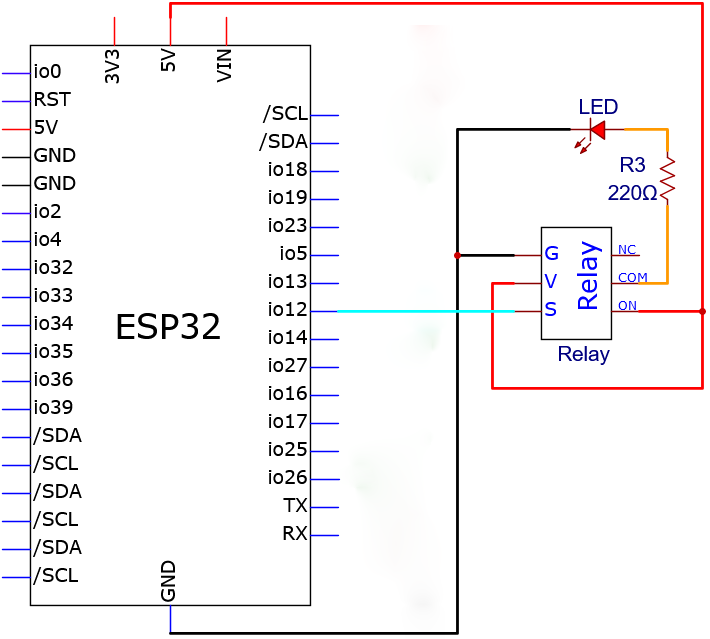 3V3
5V
VIN
io0
RST
5V
GND
GND
io2
io4
io32
io33
io34
io35
io36
io39
/SDA
/SCL
/SDA
/SCL
/SDA
/SCL
ESP32
/SCL
/SDA
io18
io19
io23
io5
io13
io12
io14
io27
io16
io17
io25
io26
TX
RX
GND
LED
R3
220Ω
G
V
S
Relay
NC
COM
ON
Relay